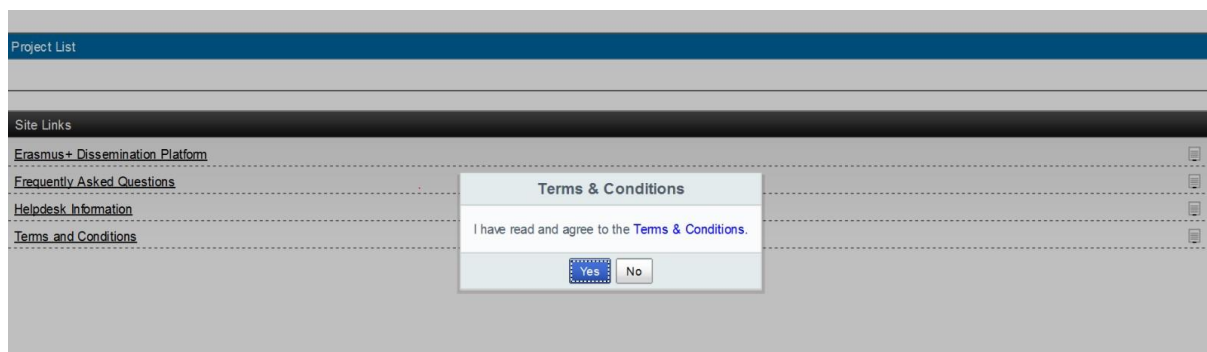 Project List
Site Links
Erasmus+ Dissemination Platform
Frequently Asked Questions
Helpdesk Information
Terms and Conditions
Terms & Conditions
I have read and agree to the Terms & Conditions.
Yes No